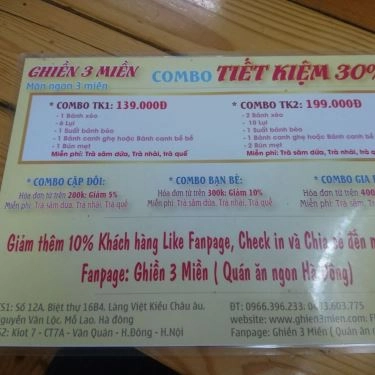 GHIỀN 3 MIỀN
Món ngon 3 miền
COMBO TIẾT KIỆM 30%
* COMBO TK1: 139.000Đ
- 1 Bánh xèo
- 6 Lụi
- 1 Suất bánh bèo
- 1 Bánh canh ghẹ hoặc Bánh canh bề bề
- 1 Bún mẹt
Miễn phí: Trà sâm dứa, Trà nhài, trà quế
* COMBO TK2: 199.000Đ
- 2 Bánh xèo
- 10 Lụi
- 1 Suất bánh bèo
- 1 Bánh canh ghẹ hoặc Bánh canh bề bề
- 2 Bún mẹt
Miễn phí: Trà sâm dứa, Trà nhài, trà quế
* COMBO CẶP ĐÔI:
Hóa đơn từ trên 200k: Giảm 5%
Miễn phí: Trà sâm dứa, Trà nhài, Trà quế
* COMBO BẠN BÈ:
Hóa đơn từ trên 300k: Giảm 10%
Miễn phí: Trà sâm dứa, Trà nhài, Trà quế
* COMBO GIA
Hóa đơn từ trên 400
Miễn phí: Trà sâm dứa, Trà
Giảm thêm 10% Khách hàng Like Fanpage, Check in và Chia sẻ đến
Fanpage: Ghiền 3 Miền ( Quán ăn ngon Hà Đông)
CS1: Số 12A, Biệt thự 16B4, Làng Việt Kiều Châu âu,
Nguyễn Văn Lộc, Mỗ Lao, Hà đông
CS2: Kiot 7 - CT7A - Văn Quán - H.Đông - H.Nội
ĐT: 0966.396.233; 0473.603.775
website: www.ghien3mien.com
Fanpage: Ghiền 3 Miền ( Quán ăn